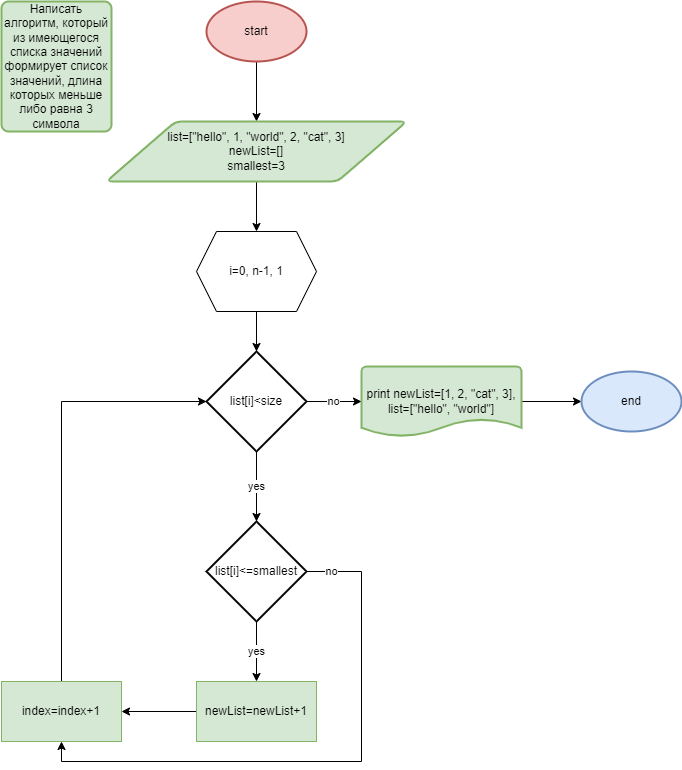 Написать
алгоритм, который
из имеющегося
списка значений
формирует список
значений, длина
которых меньше
либо равна 3
символа
start
list=["hello", 1, "world", 2, "cat", 3]
newList=[]
smallest=3
i=0, n-1, 1
list[i]<size
no
print newList=[1, 2, "cat", 3],
list=["hello", "world"]
end
yes
list[i]<=smallest
no
yes
index=index+1
newList=newList+1